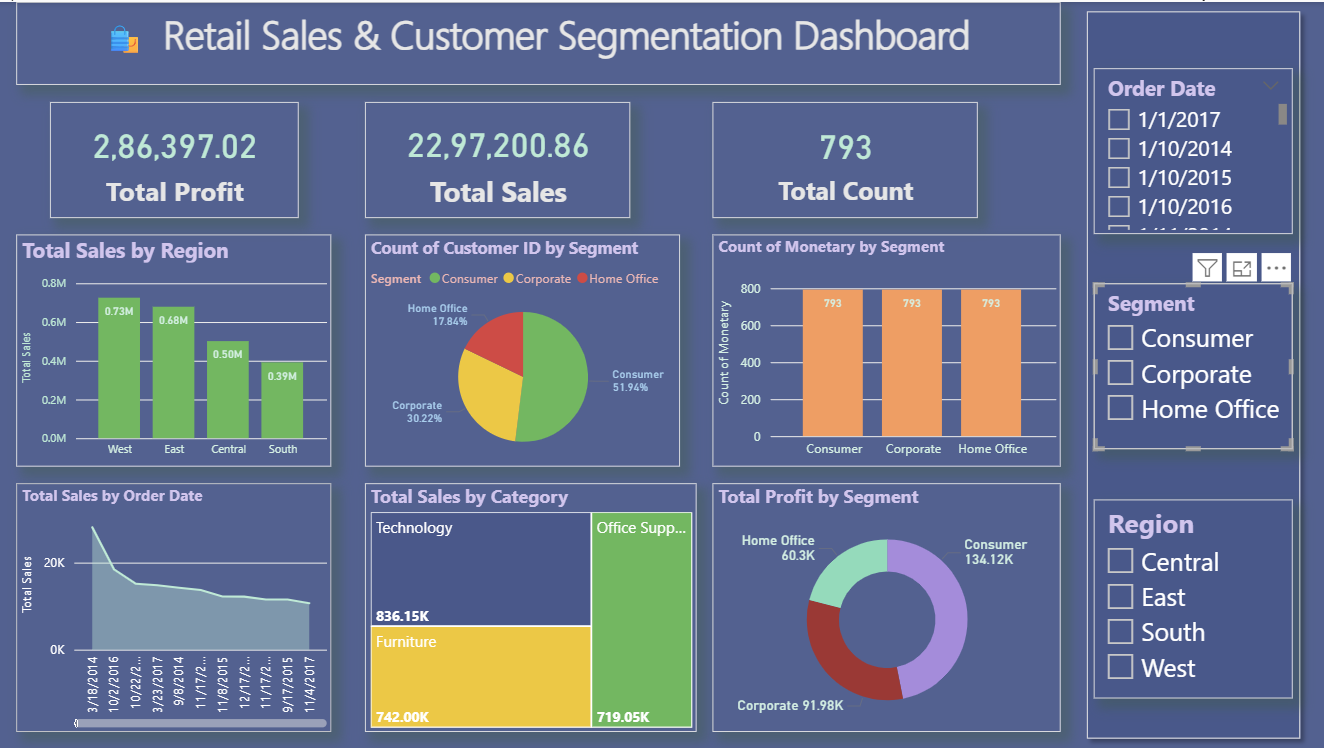 Retail Sales & Customer Segmentation Dashboard
2,86,397.02
Total Profit
22,97,200.86
Total Sales
793
Total Count
Total Sales by Region
Total Sales
0.8M
0.6M
0.4M
0.2M
0.0M
0.73M
0.68M
0.50M
0.39M
West
East
Central
South
Count of Customer ID by Segment
Segment Consumer Corporate Home Office
Home Office
17.84%
Consumer
51.94%
Corporate
30.22%
Count of Monetary by Segment
Count of Monetary
800
600
400
200
0
793
793
793
Consumer
Corporate
Home Office
Total Sales by Order Date
Total Sales
20K
0K
3/18/2014
10/2/2016
10/22/2...
3/23/2017
9/8/2014
11/17/2...
11/8/2015
12/17/2...
11/17/2...
9/17/2015
11/4/2017
Total Sales by Category
Technology
836.15K
Furniture
742.00K
Office Supp...
719.05K
Total Profit by Segment
Home Office
60.3K
Consumer
134.12K
Corporate 91.98K
Order Date
1/1/2017
1/10/2014
1/10/2015
1/10/2016
Segment
Consumer
Corporate
Home Office
Region
Central
East
South
West